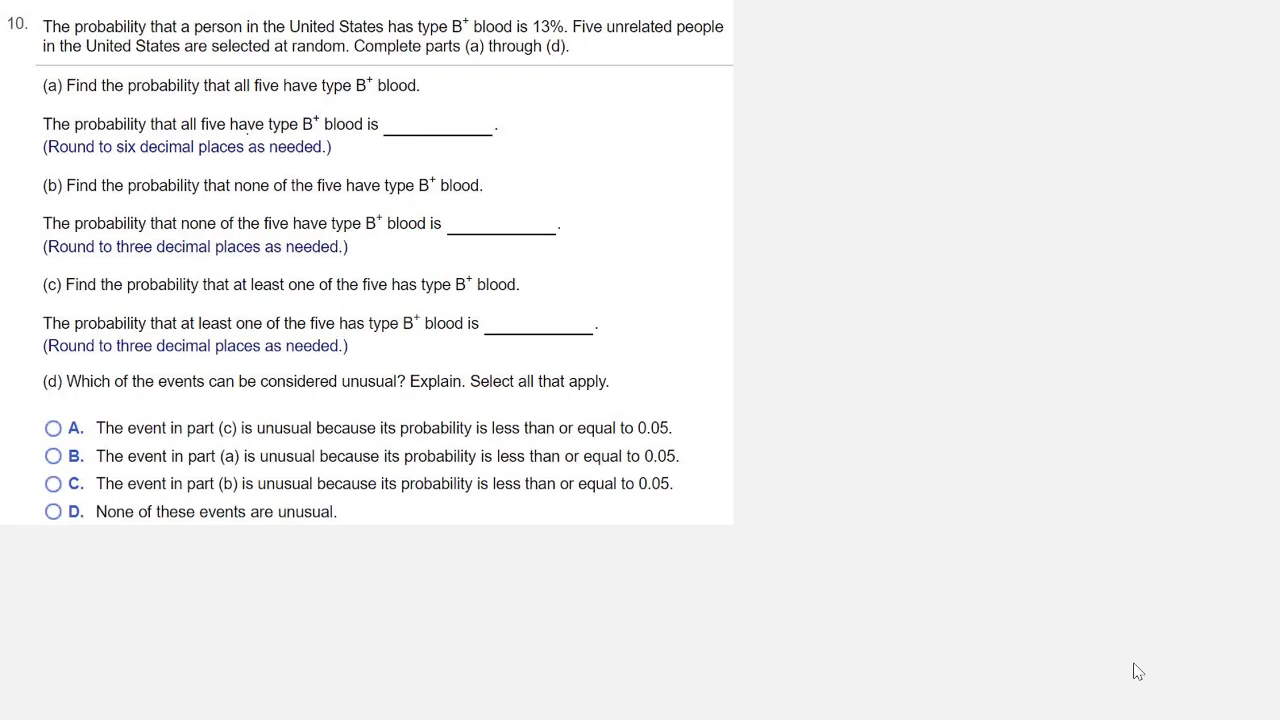 10. The probability that a person in the United States has type B⁺ blood is 13%. Five unrelated people
in the United States are selected at random. Complete parts (a) through (d).
(a) Find the probability that all five have type B⁺ blood.
The probability that all five have type B⁺ blood is ____________.
(Round to six decimal places as needed.)
(b) Find the probability that none of the five have type B⁺ blood.
The probability that none of the five have type B⁺ blood is ____________.
(Round to three decimal places as needed.)
(c) Find the probability that at least one of the five has type B⁺ blood.
The probability that at least one of the five has type B⁺ blood is ____________.
(Round to three decimal places as needed.)
(d) Which of the events can be considered unusual? Explain. Select all that apply.
A. The event in part (c) is unusual because its probability is less than or equal to 0.05.
B. The event in part (a) is unusual because its probability is less than or equal to 0.05.
C. The event in part (b) is unusual because its probability is less than or equal to 0.05.
D. None of these events are unusual.